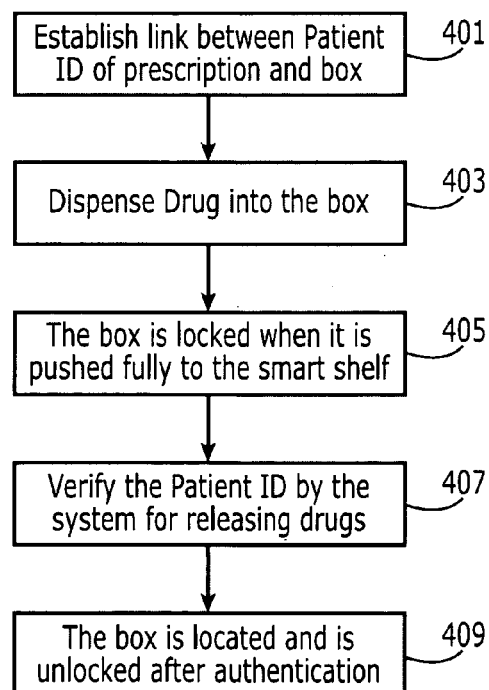 Establish link between Patient
ID of prescription and box
401
Dispense Drug into the box
403
The box is locked when it is
pushed fully to the smart shelf
405
Verify the Patient ID by the
system for releasing drugs
407
The box is located and is
unlocked after authentication
409